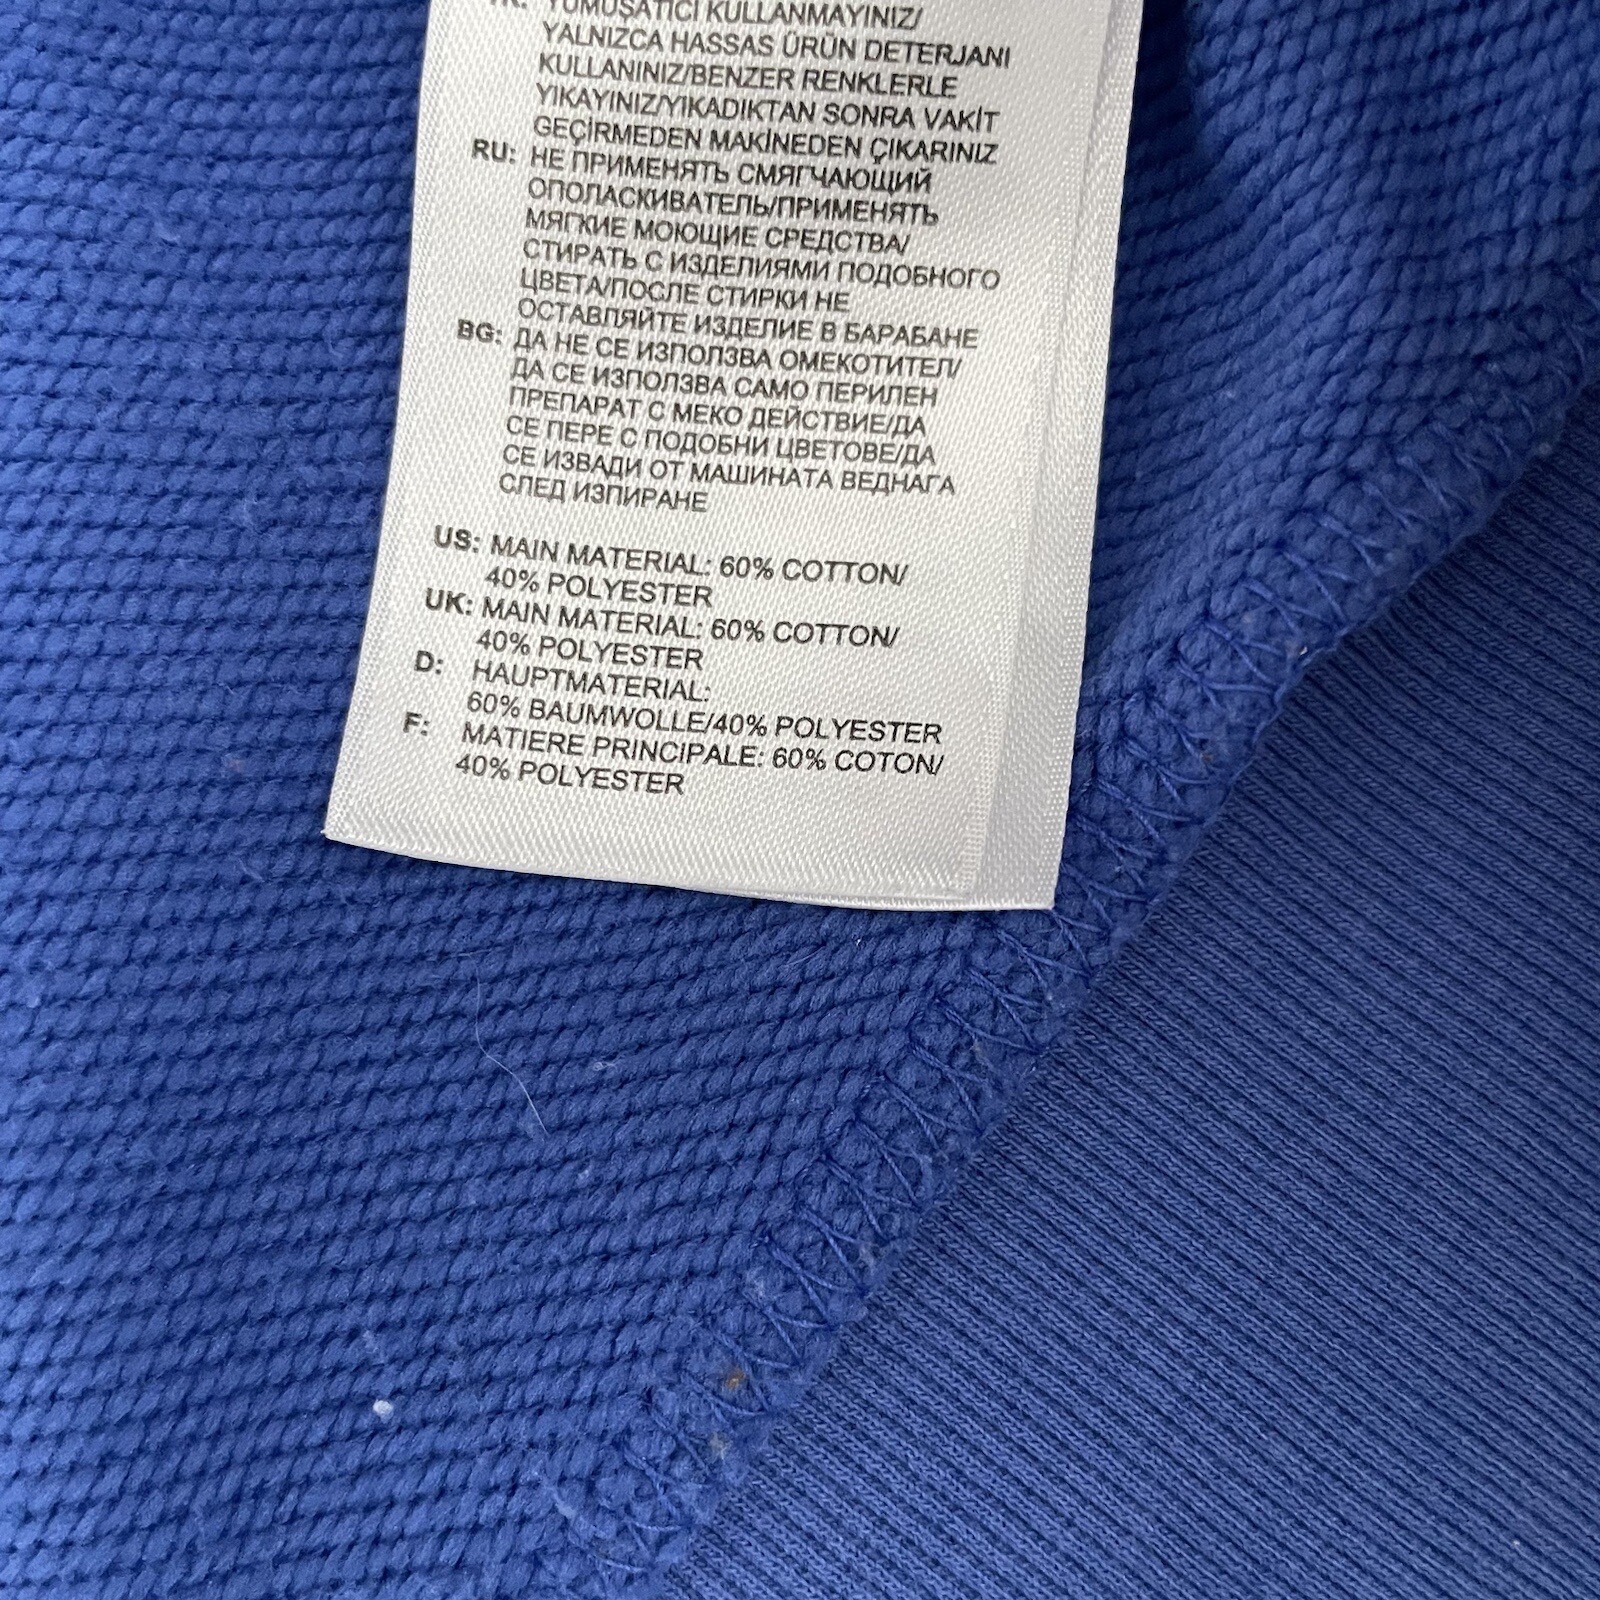 TR: YUMUŞATICI KULLANMAYINIZ/
YALNIZCA HASSAS ÜRÜN DETERJANI
KULLANINIZ/BENZER RENKLERLE
YIKAYINIZ/YIKADIKTAN SONRA VAKİT
GEÇİRMEDEN MAKİNEDEN ÇIKARINIZ
RU: НЕ ПРИМЕНЯТЬ СМЯГЧАЮЩИЙ
ОПОЛАСКИВАТЕЛЬ/ПРИМЕНЯТЬ
МЯГКИЕ МОЮЩИЕ СРЕДСТВА/
СТИРАТЬ С ИЗДЕЛИЯМИ ПОДОБНОГО
ЦВЕТА/ПОСЛЕ СТИРКИ НЕ
ОСТАВЛЯЙТЕ ИЗДЕЛИЕ В БАРАБАНЕ
BG: ДА НЕ СЕ ИЗПОЛЗВА ОМЕКОТИТЕЛ/
ДА СЕ ИЗПОЛЗВА САМО ПЕРИЛЕН
ПРЕПАРАТ С МЕКО ДЕЙСТВИЕ/ДА
СЕ ПЕРЕ С ПОДОБНИ ЦВЕТОВЕ/ДА
СЕ ИЗВАДИ ОТ МАШИНАТА ВЕДНАГА
СЛЕД ИЗПИРАНЕ
US: MAIN MATERIAL: 60% COTTON/
40% POLYESTER
UK: MAIN MATERIAL: 60% COTTON/
40% POLYESTER
D: HAUPTMATERIAL:
60% BAUMWOLLE/40% POLYESTER
F: MATIERE PRINCIPALE: 60% COTON/
40% POLYESTER